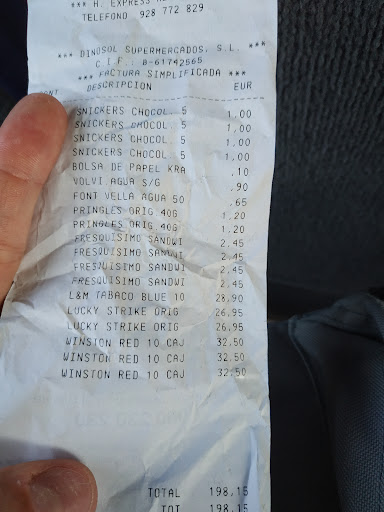 *** H. EXPRESS
TELEFONO 928 772 829
*** DINOSOL SUPERMERCADOS, S.L. ***
C.I.F.: B-61742565
*** FACTURA SIMPLIFICADA ***
DESCRIPCION EUR
SNICKERS CHOCOL. 5 1,00
SNICKERS CHOCOL. 5 1,00
SNICKERS CHOCOL. 5 1,00
SNICKERS CHOCOL. 5 1,00
BOLSA DE PAPEL KRA ,10
VOLVI.AGUA S/G ,90
FONT VELLA AGUA 50 ,65
PRINGLES ORIG.40G 1,20
PRINGLES ORIG.40G 1,20
FRESQUISIMO SANDWI 2,45
FRESQUISIMO SANDWI 2,45
FRESQUISIMO SANDWI 2,45
FRESQUISIMO SANDWI 2,45
L&M TABACO BLUE 10 28,90
LUCKY STRIKE ORIG 26,95
LUCKY STRIKE ORIG 26,95
WINSTON RED 10 CAJ 32,50
WINSTON RED 10 CAJ 32,50
WINSTON RED 10 CAJ 32,50
TOTAL 198,15
TOT 198,15